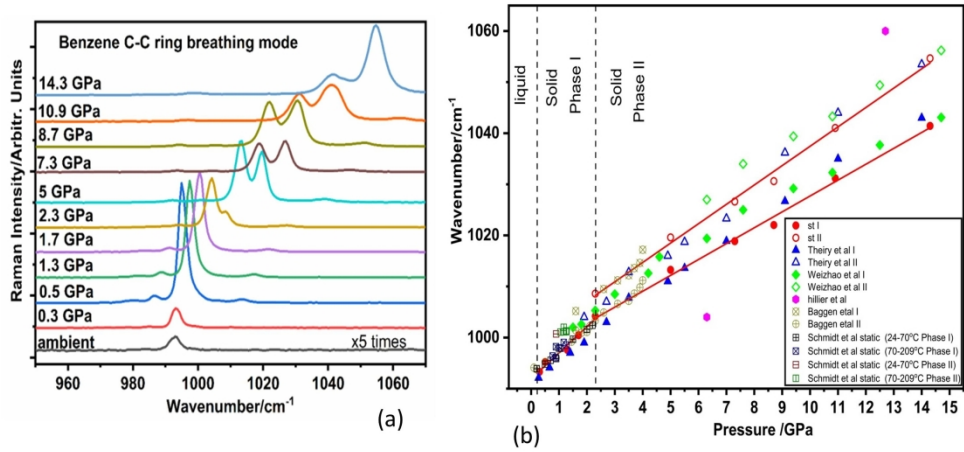 (a)
Benzene C-C ring breathing mode
14.3 GPa
10.9 GPa
8.7 GPa
7.3 GPa
5 GPa
2.3 GPa
1.7 GPa
1.3 GPa
0.5 GPa
0.3 GPa
ambient
x5 times
Raman Intensity/Arbitr. Units
960 980 1000 1020 1040 1060
Wavenumber/cm-1
(a)
1060
1040
1020
1000
Wavenumber/cm-1
liquid
Solid
Phase I
Solid
Phase II
st I
st II
Theiry et al I
Theiry et al II
Weizhao et al I
Weizhao et al II
hillier et al
Baggen etal I
Baggen etal II
Schmidt et al static (24-70oC Phase I)
Schmidt et al static (70-209oC Phase I)
Schmidt et al static (24-70oC Phase II)
Schmidt et al static (70-209oC Phase II)
0 1 2 3 4 5 6 7 8 9 10 11 12 13 14 15
Pressure /GPa
(b)